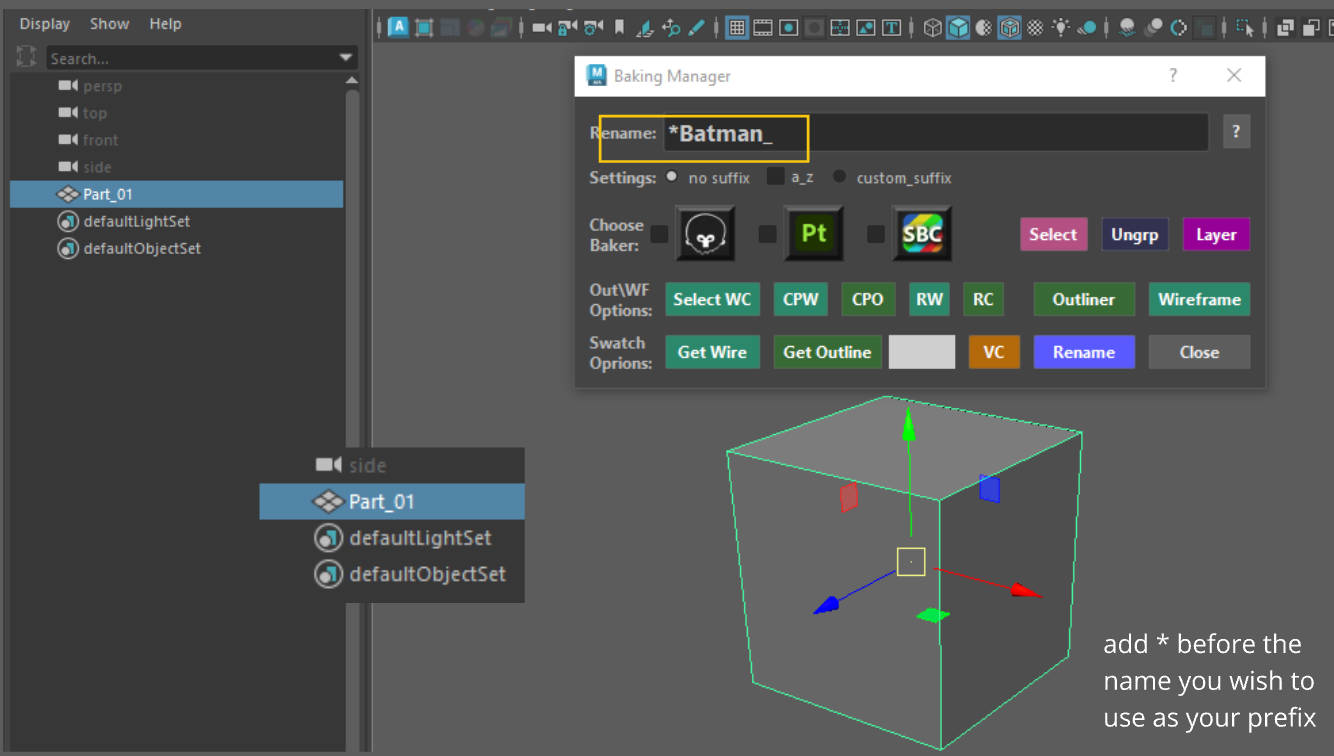 Display Show Help
A
T
Search...
persp
top
front
side
Part_01
defaultLightSet
defaultObjectSet
M
Baking Manager ? ×
Rename: *Batman_ ?
Settings: no suffix a_z custom_suffix
Choose
Baker:
Pt SBC Select Ungrp Layer
Out\WF
Options:
Select WC CPW CPO RW RC Outliner Wireframe
Swatch
Oprions:
Get Wire Get Outline VC Rename Close
side
Part_01
defaultLightSet
defaultObjectSet
add * before the
name you wish to
use as your prefix